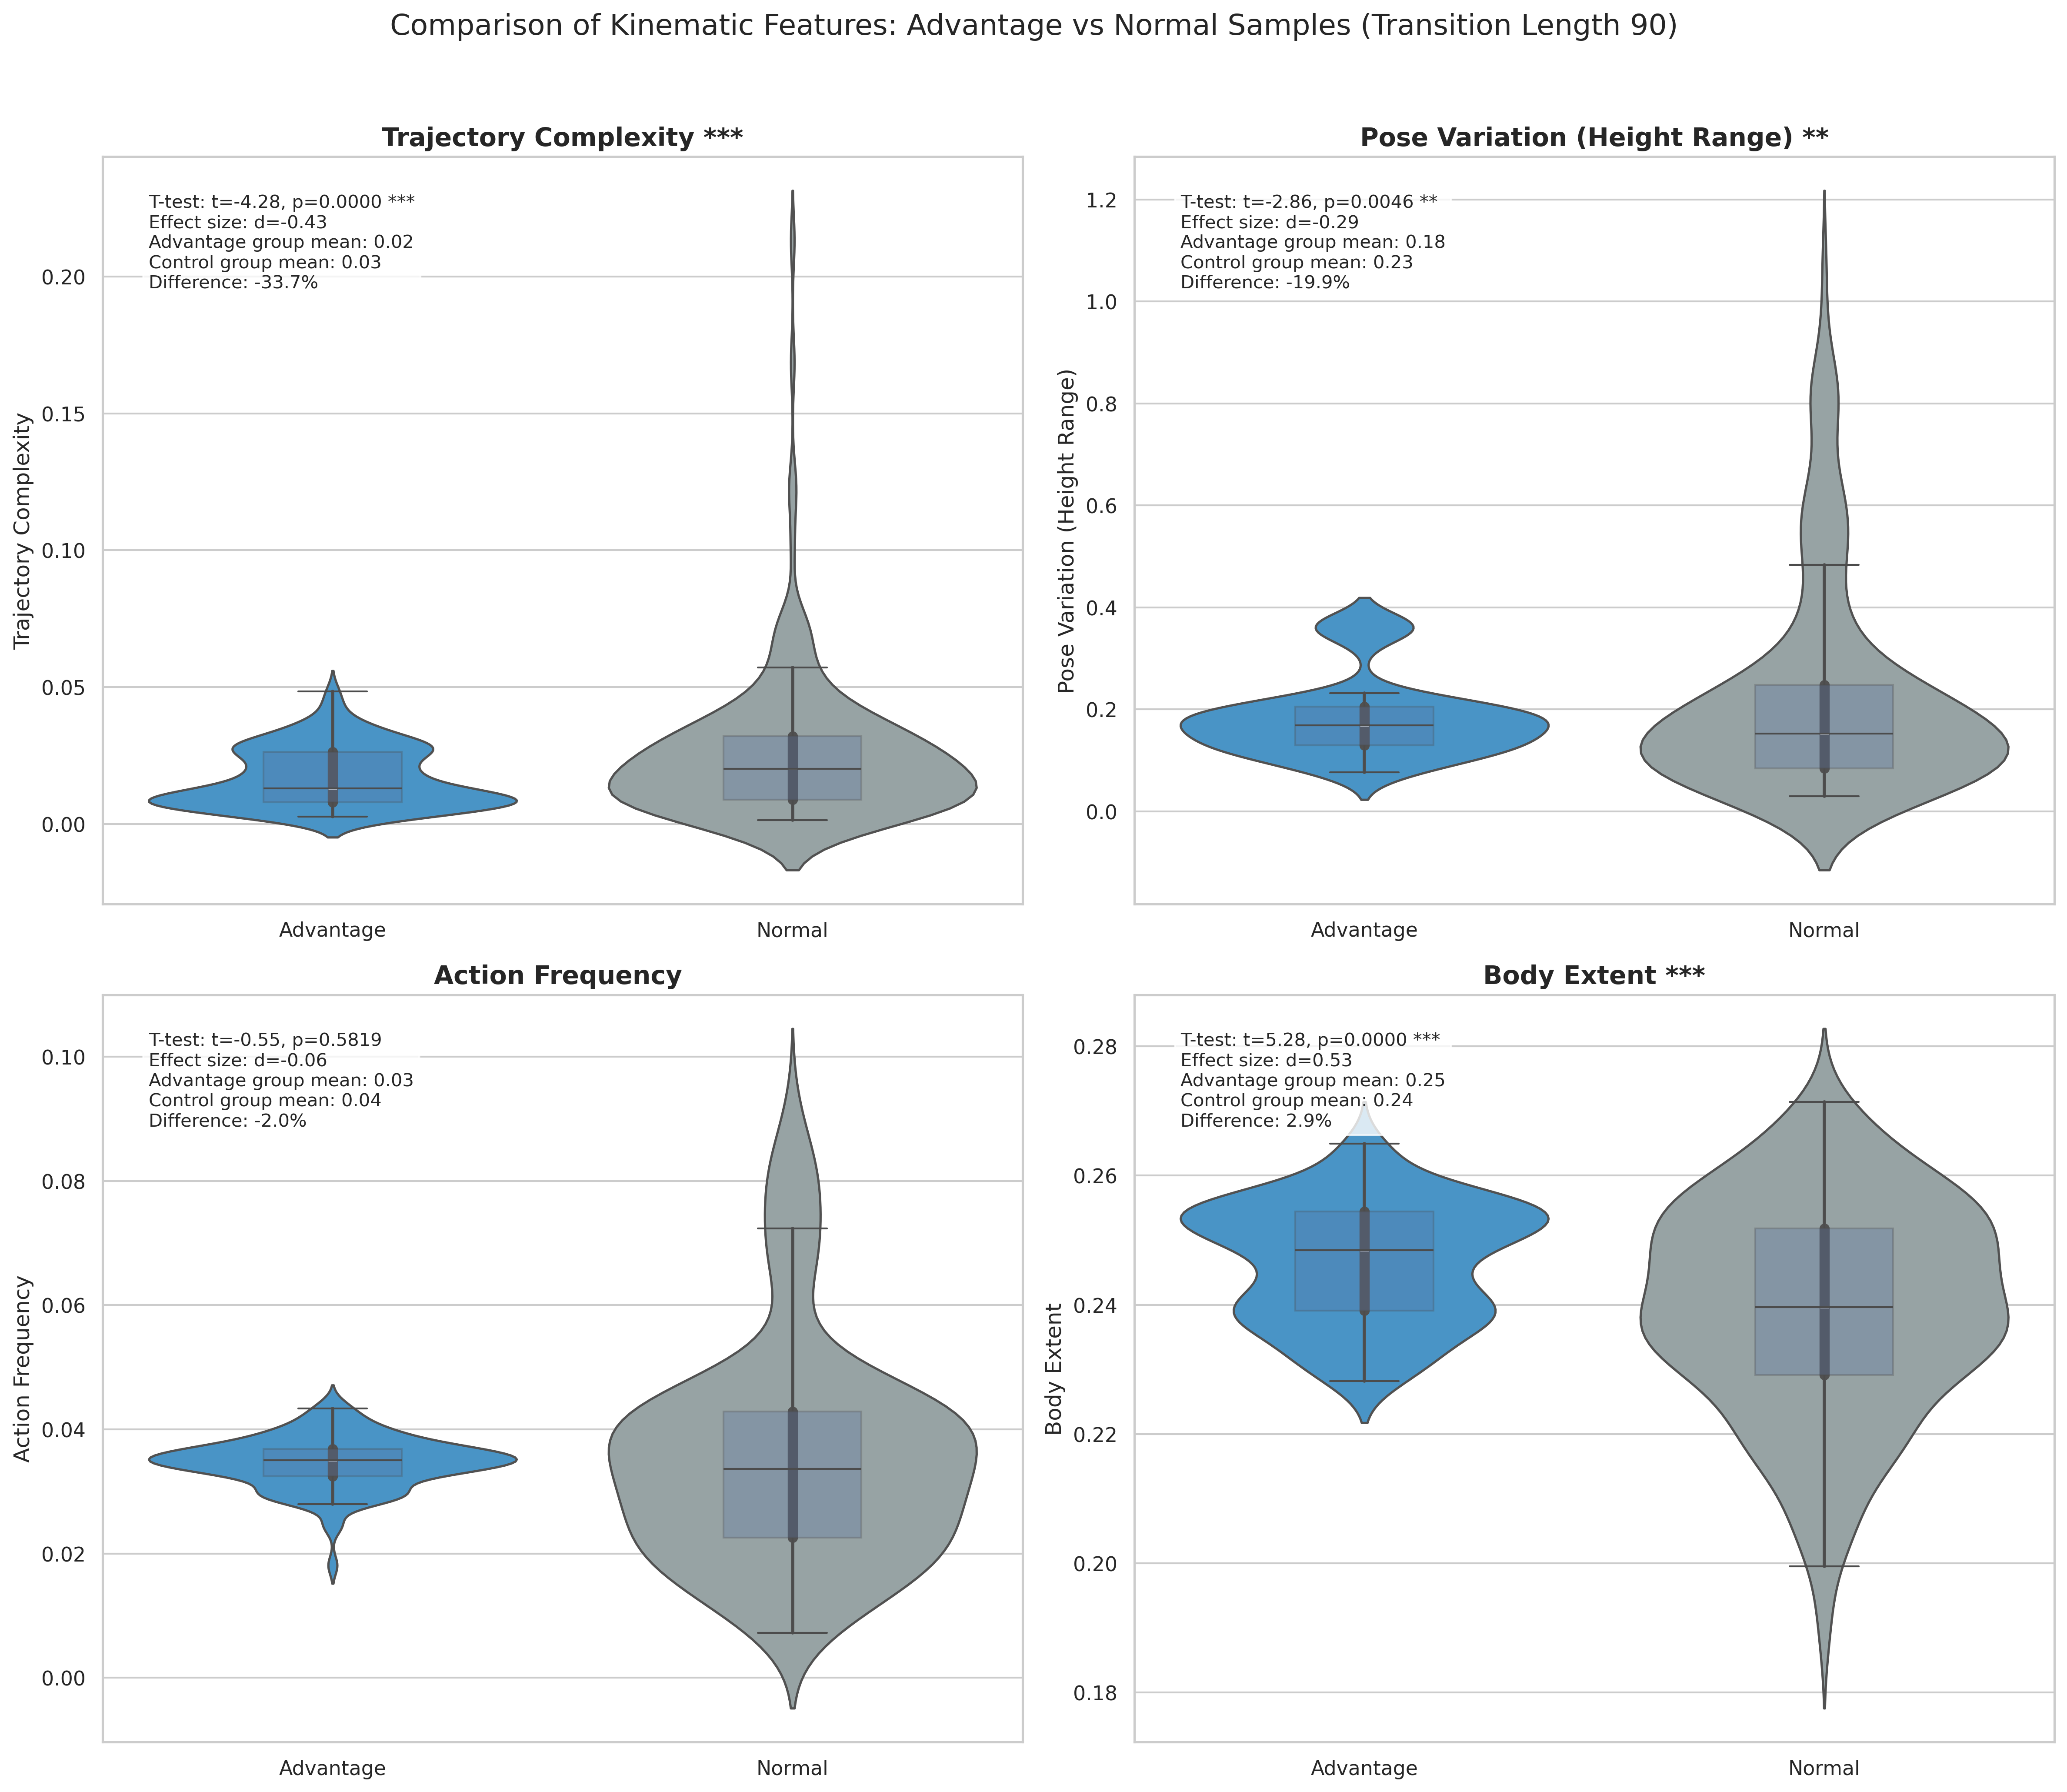 Comparison of Kinematic Features: Advantage vs Normal Samples (Transition Length 90)
Trajectory Complexity ***
T-test: t=-4.28, p=0.0000 ***
Effect size: d=-0.43
Advantage group mean: 0.02
Control group mean: 0.03
Difference: -33.7%
Trajectory Complexity
0.20
0.15
0.10
0.05
0.00
Advantage
Normal
Pose Variation (Height Range) **
T-test: t=-2.86, p=0.0046 **
Effect size: d=-0.29
Advantage group mean: 0.18
Control group mean: 0.23
Difference: -19.9%
Pose Variation (Height Range)
1.2
1.0
0.8
0.6
0.4
0.2
0.0
Advantage
Normal
Action Frequency
T-test: t=-0.55, p=0.5819
Effect size: d=-0.06
Advantage group mean: 0.03
Control group mean: 0.04
Difference: -2.0%
Action Frequency
0.10
0.08
0.06
0.04
0.02
0.00
Advantage
Normal
Body Extent ***
T-test: t=5.28, p=0.0000 ***
Effect size: d=0.53
Advantage group mean: 0.25
Control group mean: 0.24
Difference: 2.9%
Body Extent
0.28
0.26
0.24
0.22
0.20
0.18
Advantage
Normal